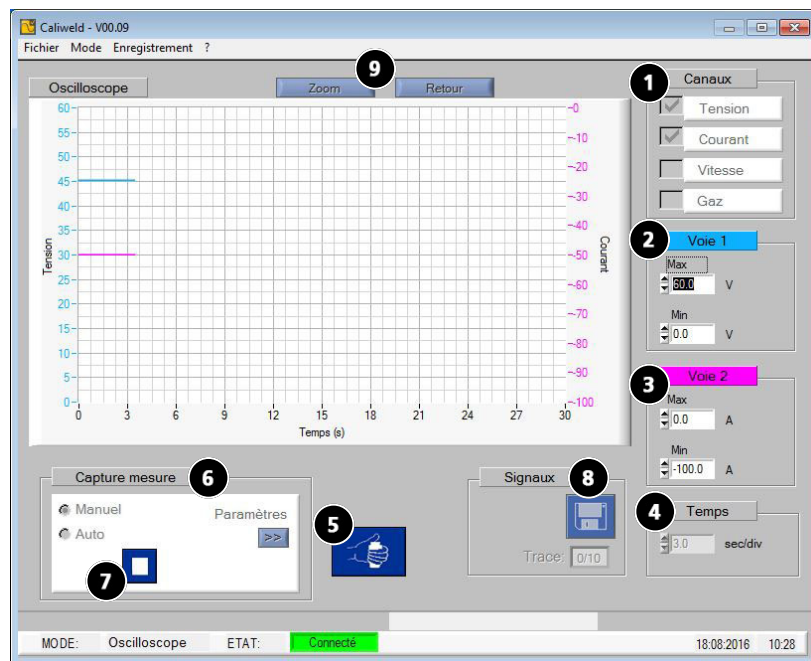 Caliweld - V00.09
Fichier Mode Enregistrement ?
9
Oscilloscope
Zoom
Retour
60
55
50
45
40
35
30
25
20
15
10
5
0
Tension
0
3
6
9
12
15
18
21
24
27
30
Temps (s)
-0
-10
-20
-30
-40
-50
-60
-70
-80
-90
-100
Courant
1
Canaux
Tension
Courant
Vitesse
Gaz
2
Voie 1
Max
60.0 V
Min
0.0 V
3
Voie 2
Max
0.0 A
Min
-100.0 A
4
Temps
3.0 sec/div
Capture mesure
6
Manuel
Auto
Paramètres
>>
7
5
Signaux
8
Trace: 0/10
MODE: Oscilloscope ETAT: Connecté 18:08:2016 10:28